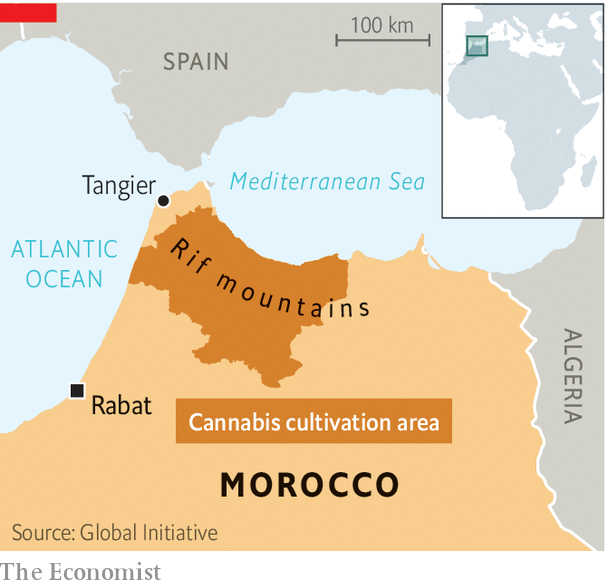 100 km
SPAIN
Tangier
Mediterranean Sea
ATLANTIC
OCEAN
Rif mountains
ALGERIA
Rabat
Cannabis cultivation area
MOROCCO
Source: Global Initiative
The Economist